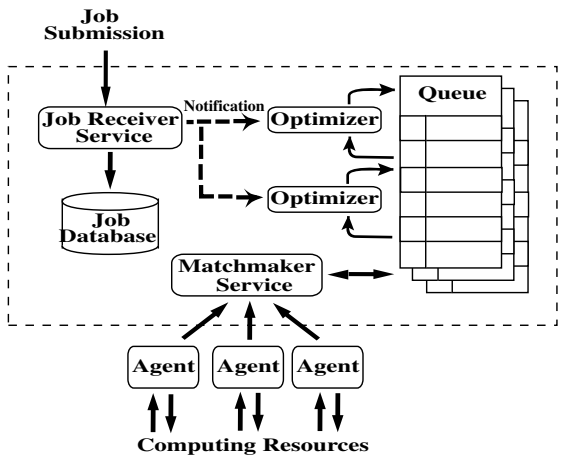 Job
Submission
Notification
Queue
Job Receiver
Service
Optimizer
Optimizer
Job
Database
Matchmaker
Service
Agent
Agent
Agent
Computing Resources